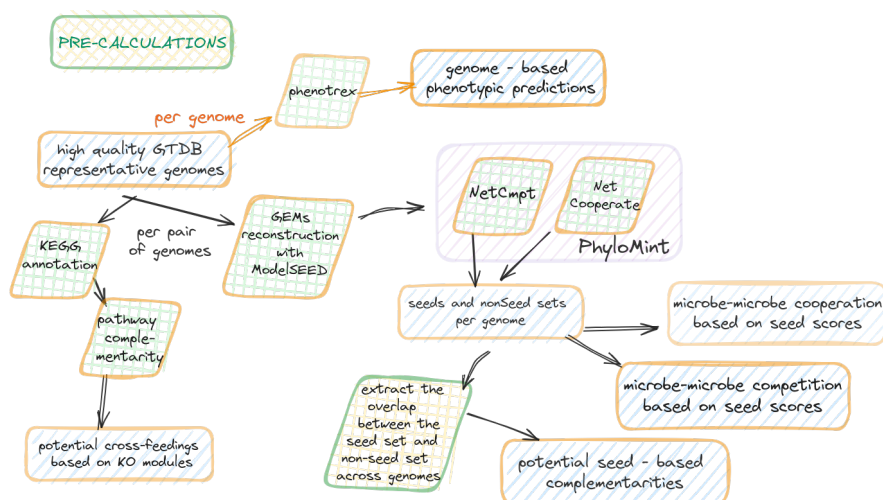 PRE-CALCULATIONS
phenotrex
genome - based
phenotypic predictions
per genome
high quality GTDB
representative genomes
KEGG
annotation
per pair
of genomes
GEMs
reconstruction
with
ModelSEED
NetCmpt
Net
Cooperate
PhyloMint
pathway
comple-
mentarity
seeds and nonSeed sets
per genome
microbe-microbe cooperation
based on seed scores
microbe-microbe competition
based on seed scores
extract the
overlap
between the
seed set and
non-seed set
across genomes
potential cross-feedings
based on KO modules
potential seed - based
complementarities